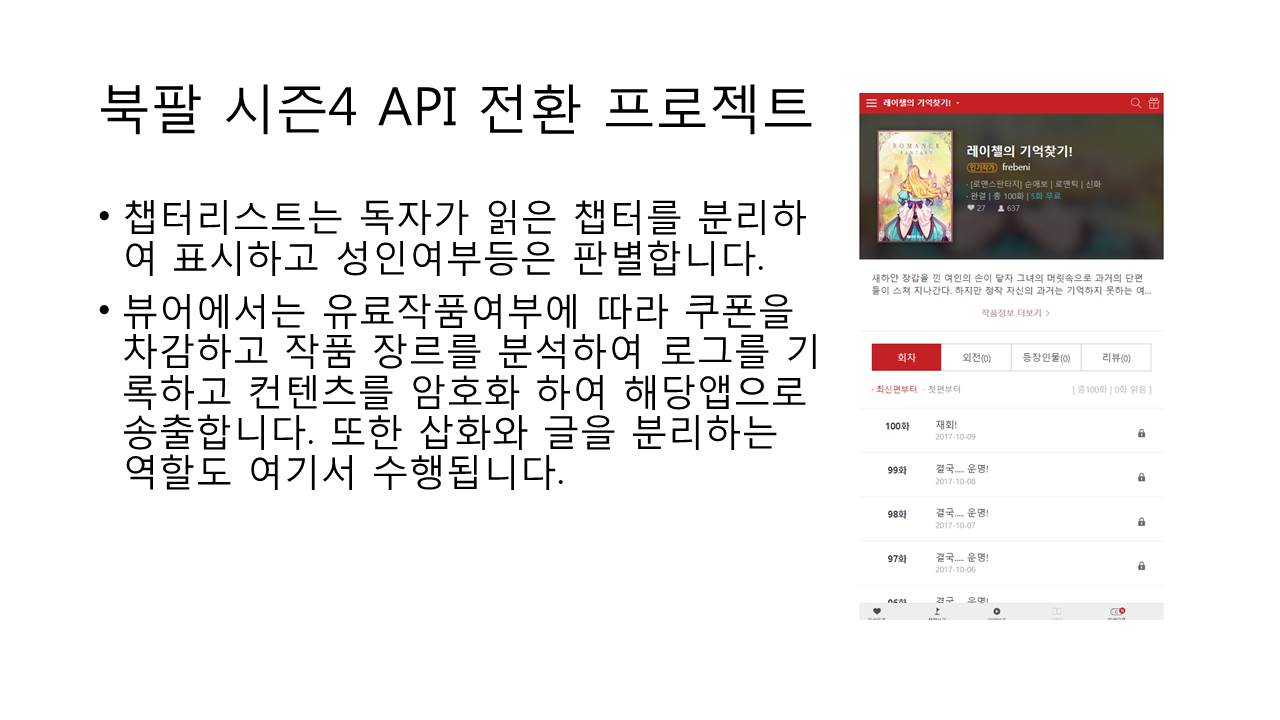 북팔 시즌4 API 전환 프로젝트
• 챕터리스트는 독자가 읽은 챕터를 분리하
여 표시하고 성인여부등은 판별합니다.
• 뷰어에서는 유료작품여부에 따라 쿠폰을
차감하고 작품 장르를 분석하여 로그를 기
록하고 컨텐츠를 암호화 하여 해당앱으로
송출합니다. 또한 삽화와 글을 분리하는
역할도 여기서 수행됩니다.
레이첼의 기억찾기!
ROMANCE
FANTASY
레이첼의 기억찾기!
인기작가 frebeni
· [로맨스판타지] 순애보 | 로맨틱 | 신화
· 완결 | 총 100화 | 5화 무료
27 637
새하얀 장갑을 낀 여인의 손이 닿자 그녀의 머릿속으로 과거의 단편
들이 스쳐 지나간다. 하지만 정작 자신의 과거는 기억하지 못하는 여...
작품정보 더보기 >
회차 외전(0) 등장인물(0) 리뷰(0)
· 최신편부터 · 첫편부터 [ 총100화 | 0화 읽음 ]
100화 재회!
2017-10-09
99화 결국.... 운명!
2017-10-08
98화 결국.... 운명!
2017-10-07
97화 결국.... 운명!
2017-10-06
96화 결국.... 운명!